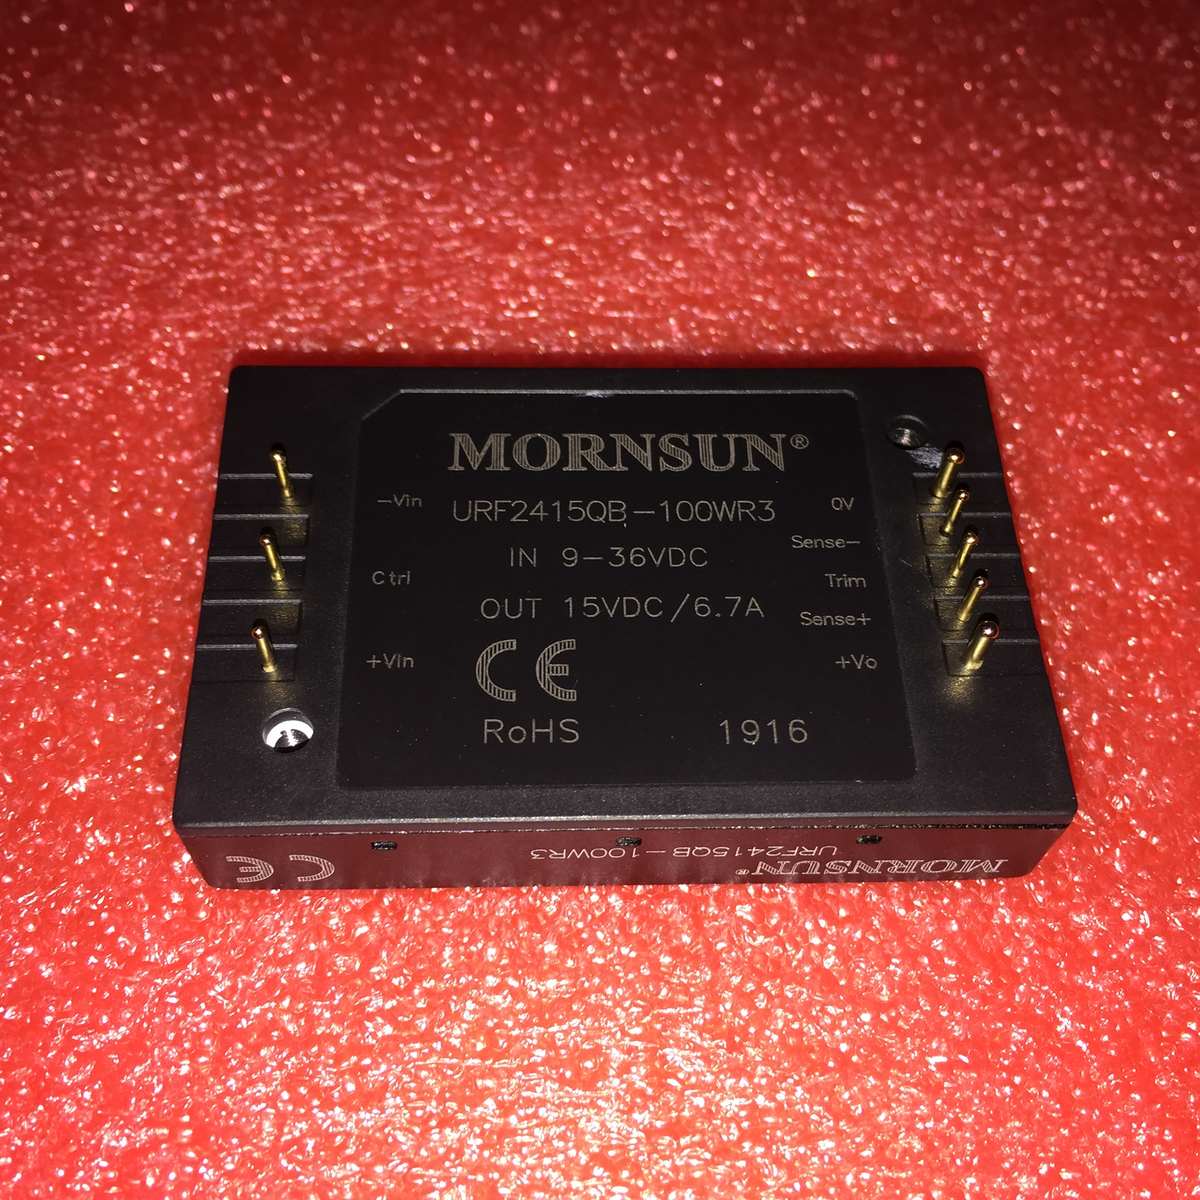 MORNSUN®
URF2415QB-100WR3
IN 9-36VDC
OUT 15VDC/6.7A
CE
RoHS 1916
-Vin
Ctrl
+Vin
0V
Sense-
Trim
Sense+
+Vo
MORNSUN®
URF2415QB-100WR3
CE